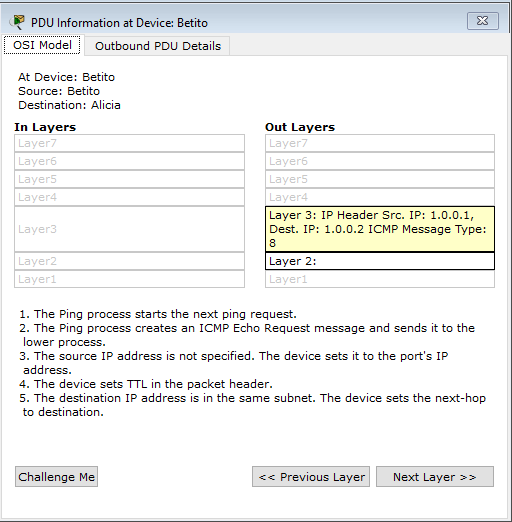 PDU Information at Device: Betito
OSI Model
Outbound PDU Details
At Device: Betito
Source: Betito
Destination: Alicia
In Layers
Out Layers
Layer7
Layer7
Layer6
Layer6
Layer5
Layer5
Layer4
Layer4
Layer3
Layer 3: IP Header Src. IP: 1.0.0.1,
Dest. IP: 1.0.0.2 ICMP Message Type:
8
Layer2
Layer 2:
Layer1
Layer1
1. The Ping process starts the next ping request.
2. The Ping process creates an ICMP Echo Request message and sends it to the
lower process.
3. The source IP address is not specified. The device sets it to the port's IP
address.
4. The device sets TTL in the packet header.
5. The destination IP address is in the same subnet. The device sets the next-hop
to destination.
Challenge Me
<< Previous Layer
Next Layer >>